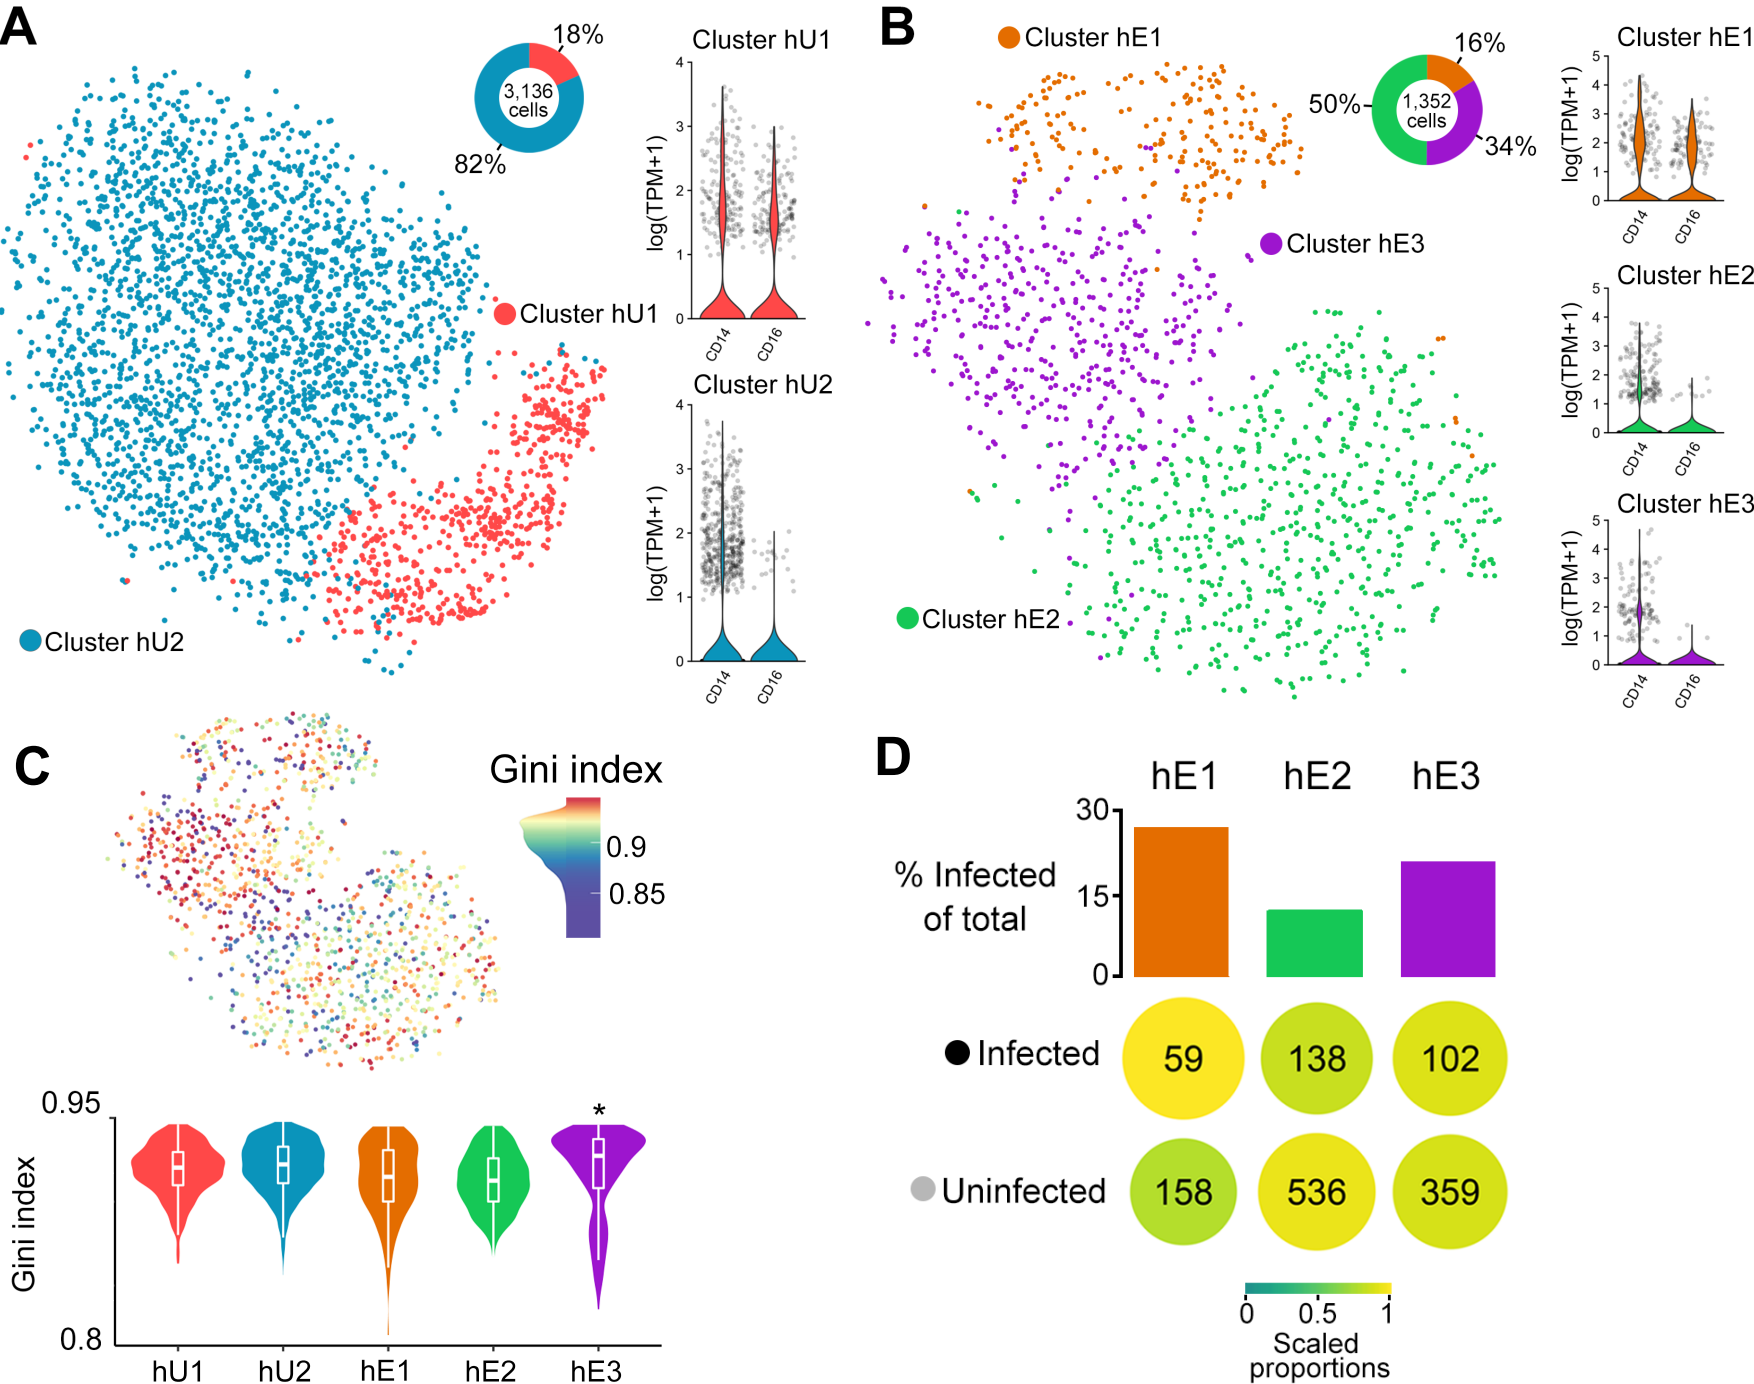 A
18%
3,136
cells
82%
Cluster hU1
Cluster hU2
Cluster hU1
4
3
2
1
0
log(TPM+1)
CD14
CD16
Cluster hU2
4
3
2
1
0
log(TPM+1)
CD14
CD16
B
Cluster hE1
16%
50%
1,352
cells
34%
Cluster hE3
Cluster hE2
Cluster hE1
5
4
3
2
1
0
log(TPM+1)
CD14
CD16
Cluster hE2
5
4
3
2
1
0
log(TPM+1)
CD14
CD16
Cluster hE3
5
4
3
2
1
0
log(TPM+1)
CD14
CD16
C
Gini index
0.9
0.85
0.95
*
Gini index
0.8
hU1
hU2
hE1
hE2
hE3
D
hE1
hE2
hE3
30
15
0
% Infected
of total
Infected
59
138
102
Uninfected
158
536
359
0
0.5
1
Scaled
proportions